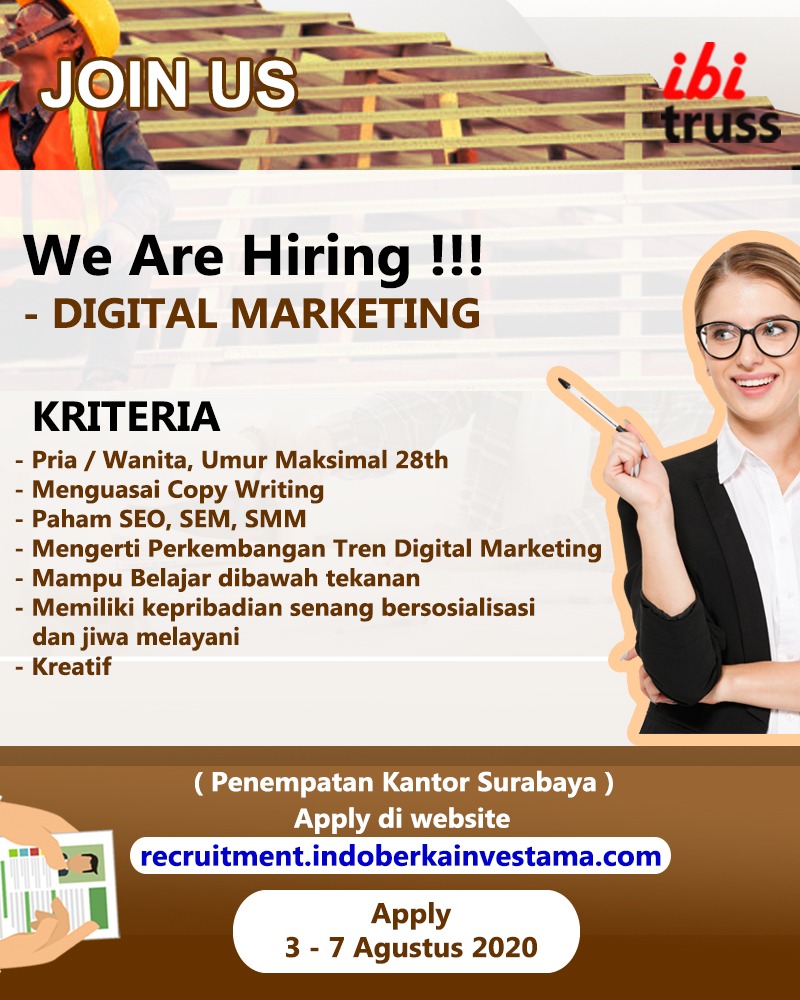 JOIN US
ibi
truss
We Are Hiring !!!
- DIGITAL MARKETING
KRITERIA
- Pria / Wanita, Umur Maksimal 28th
- Menguasai Copy Writing
- Paham SEO, SEM, SMM
- Mengerti Perkembangan Tren Digital Marketing
- Mampu Belajar dibawah tekanan
- Memiliki kepribadian senang bersosialisasi
dan jiwa melayani
- Kreatif
( Penempatan Kantor Surabaya )
Apply di website
recruitment.indoberkainvestama.com
Apply
3 - 7 Agustus 2020